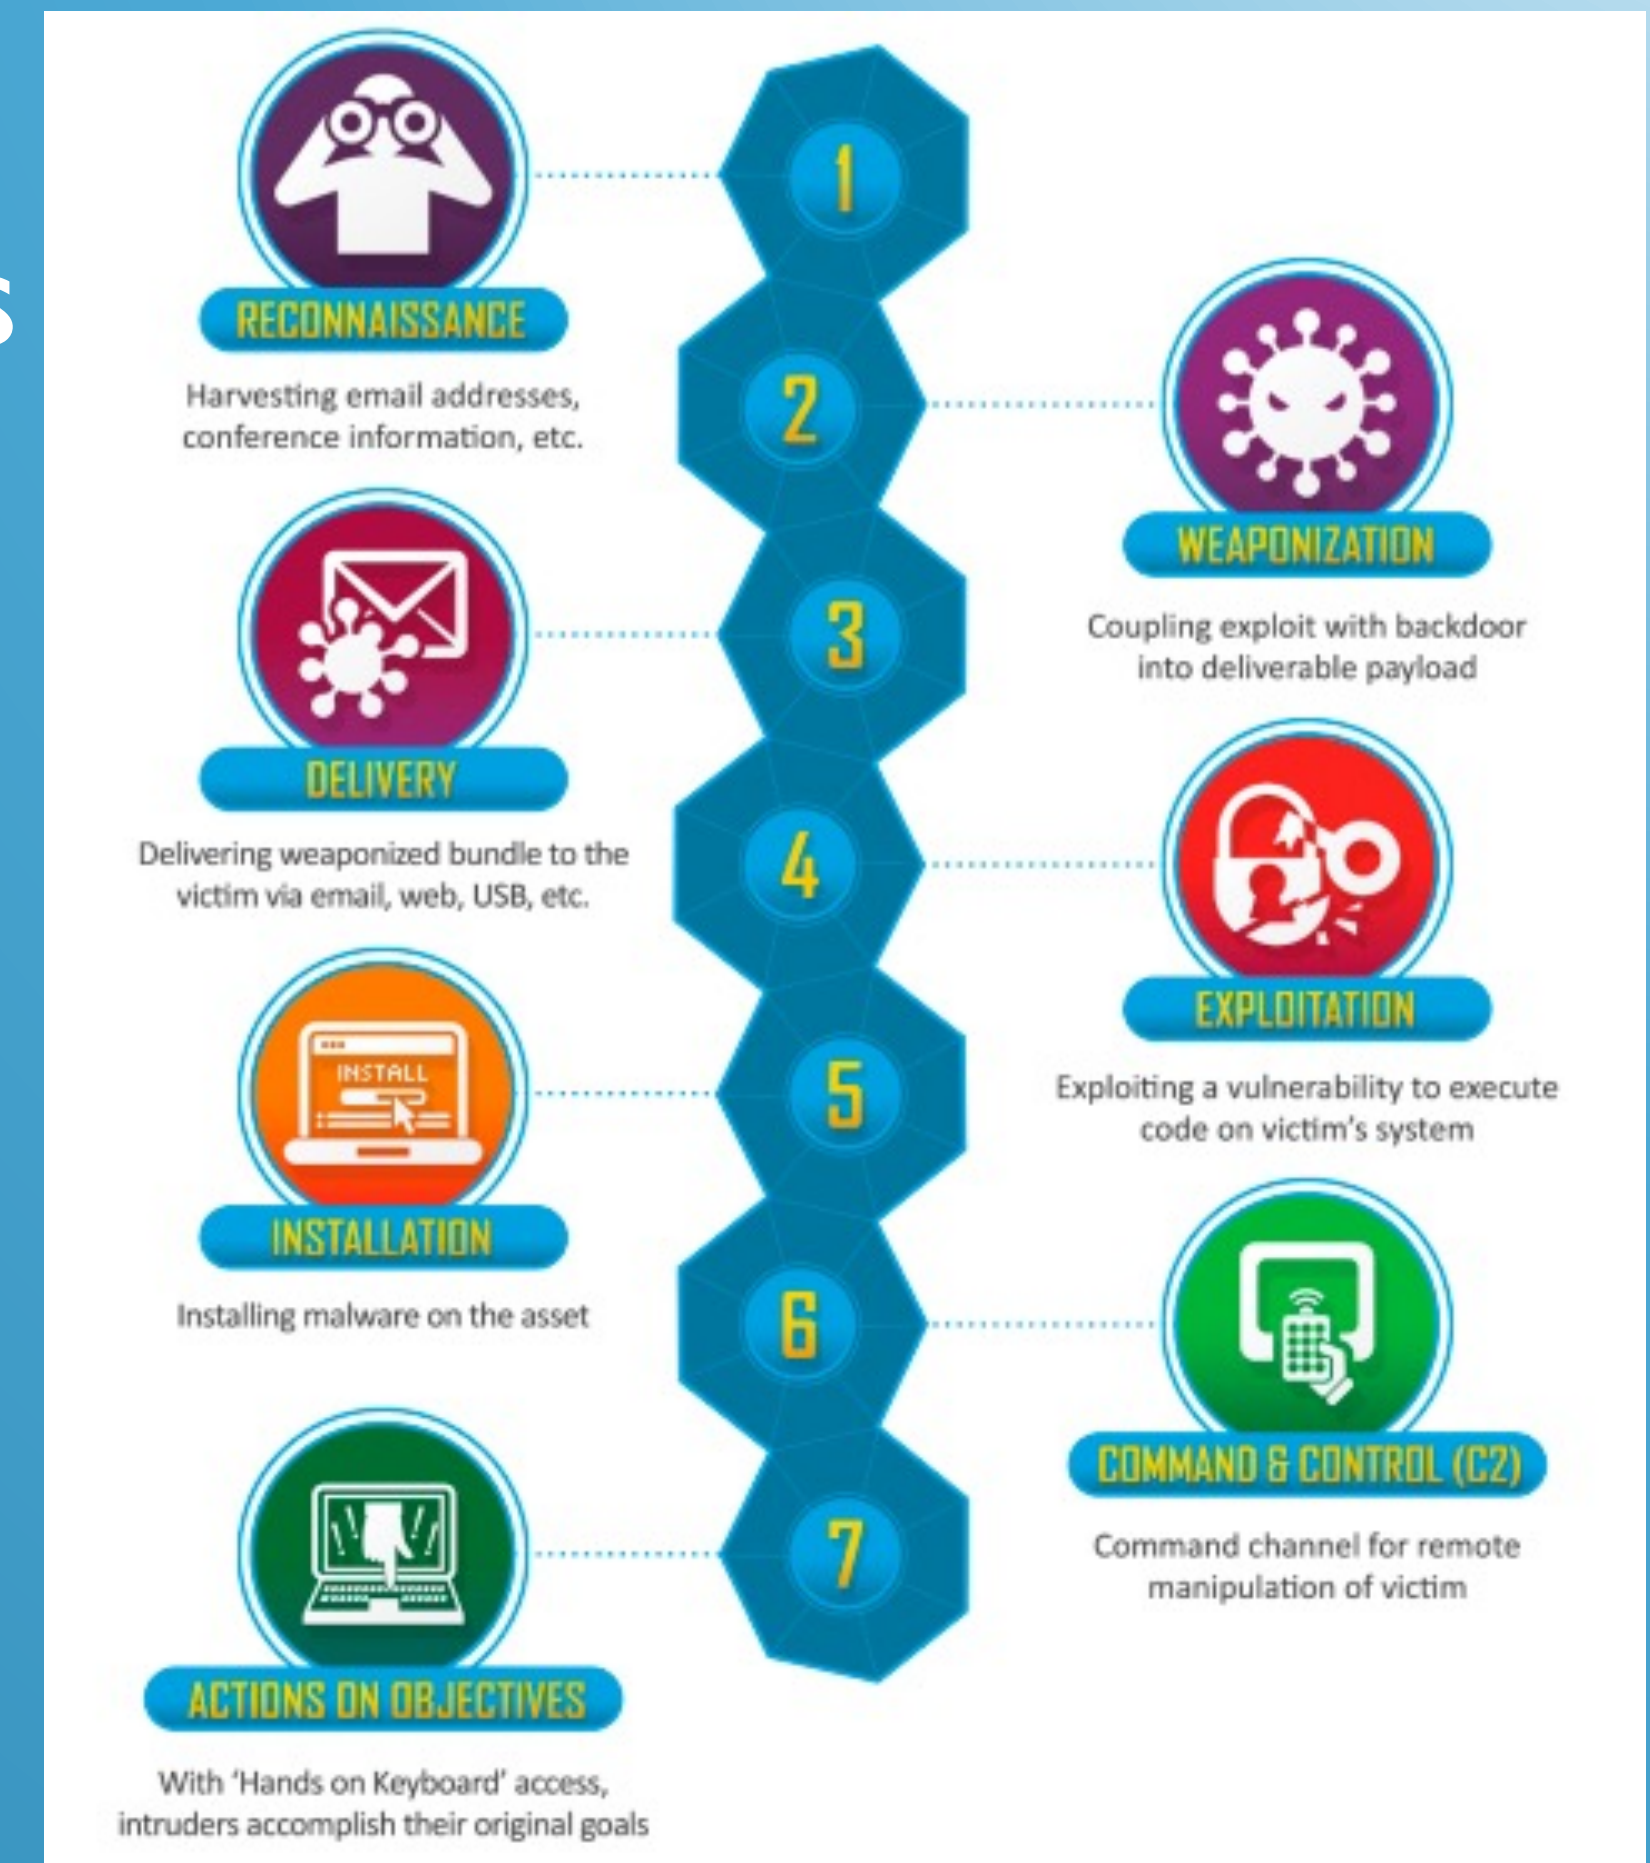 S
1
RECONNAISSANCE
Harvesting email addresses,
conference information, etc.
2
WEAPONIZATION
Coupling exploit with backdoor
into deliverable payload
3
DELIVERY
Delivering weaponized bundle to the
victim via email, web, USB, etc.
4
EXPLOITATION
Exploiting a vulnerability to execute
code on victim's system
5
INSTALL
INSTALLATION
Installing malware on the asset
6
COMMAND & CONTROL (C2)
Command channel for remote
manipulation of victim
7
ACTIONS ON OBJECTIVES
With ‘Hands on Keyboard’ access,
intruders accomplish their original goals